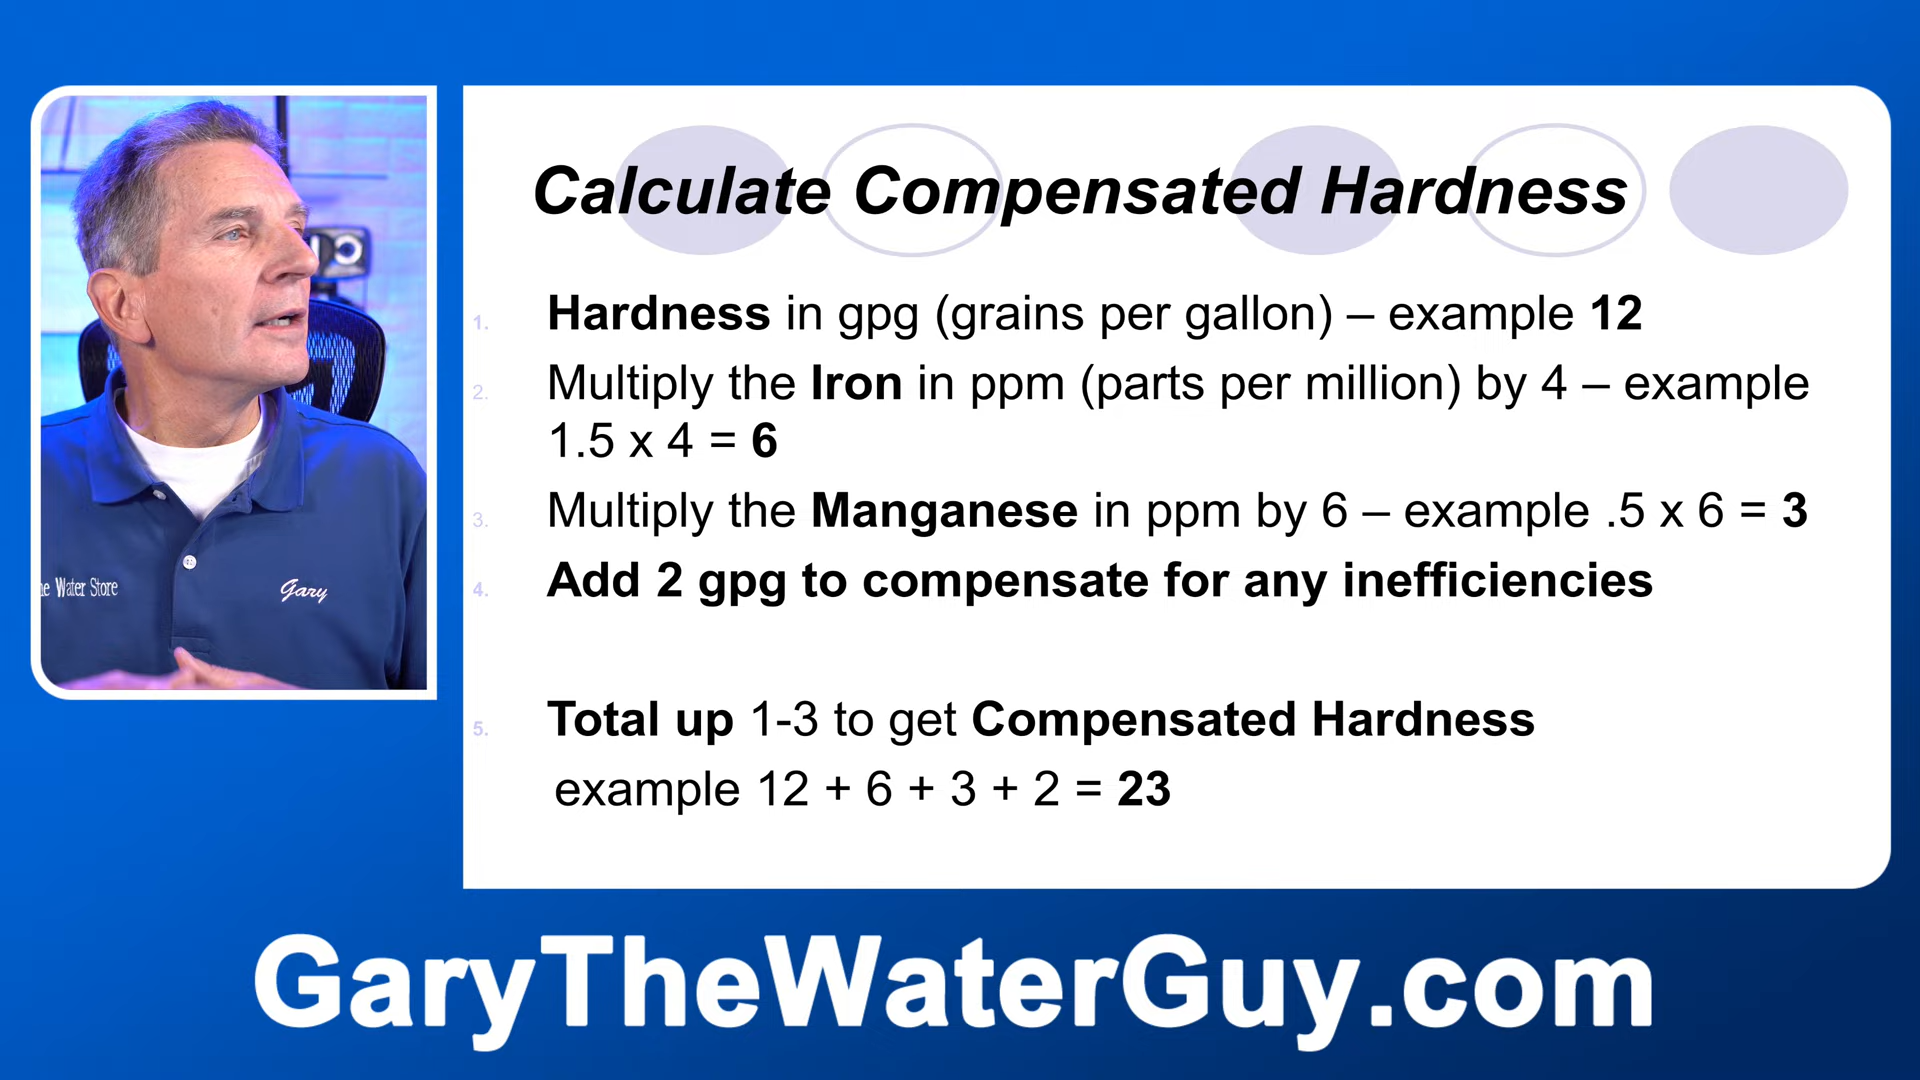 Calculate Compensated Hardness
1. Hardness in gpg (grains per gallon) – example 12
2. Multiply the Iron in ppm (parts per million) by 4 – example
1.5 x 4 = 6
3. Multiply the Manganese in ppm by 6 – example .5 x 6 = 3
4. Add 2 gpg to compensate for any inefficiencies
5. Total up 1-3 to get Compensated Hardness
example 12 + 6 + 3 + 2 = 23
Water Store
Gary
GaryTheWaterGuy.com